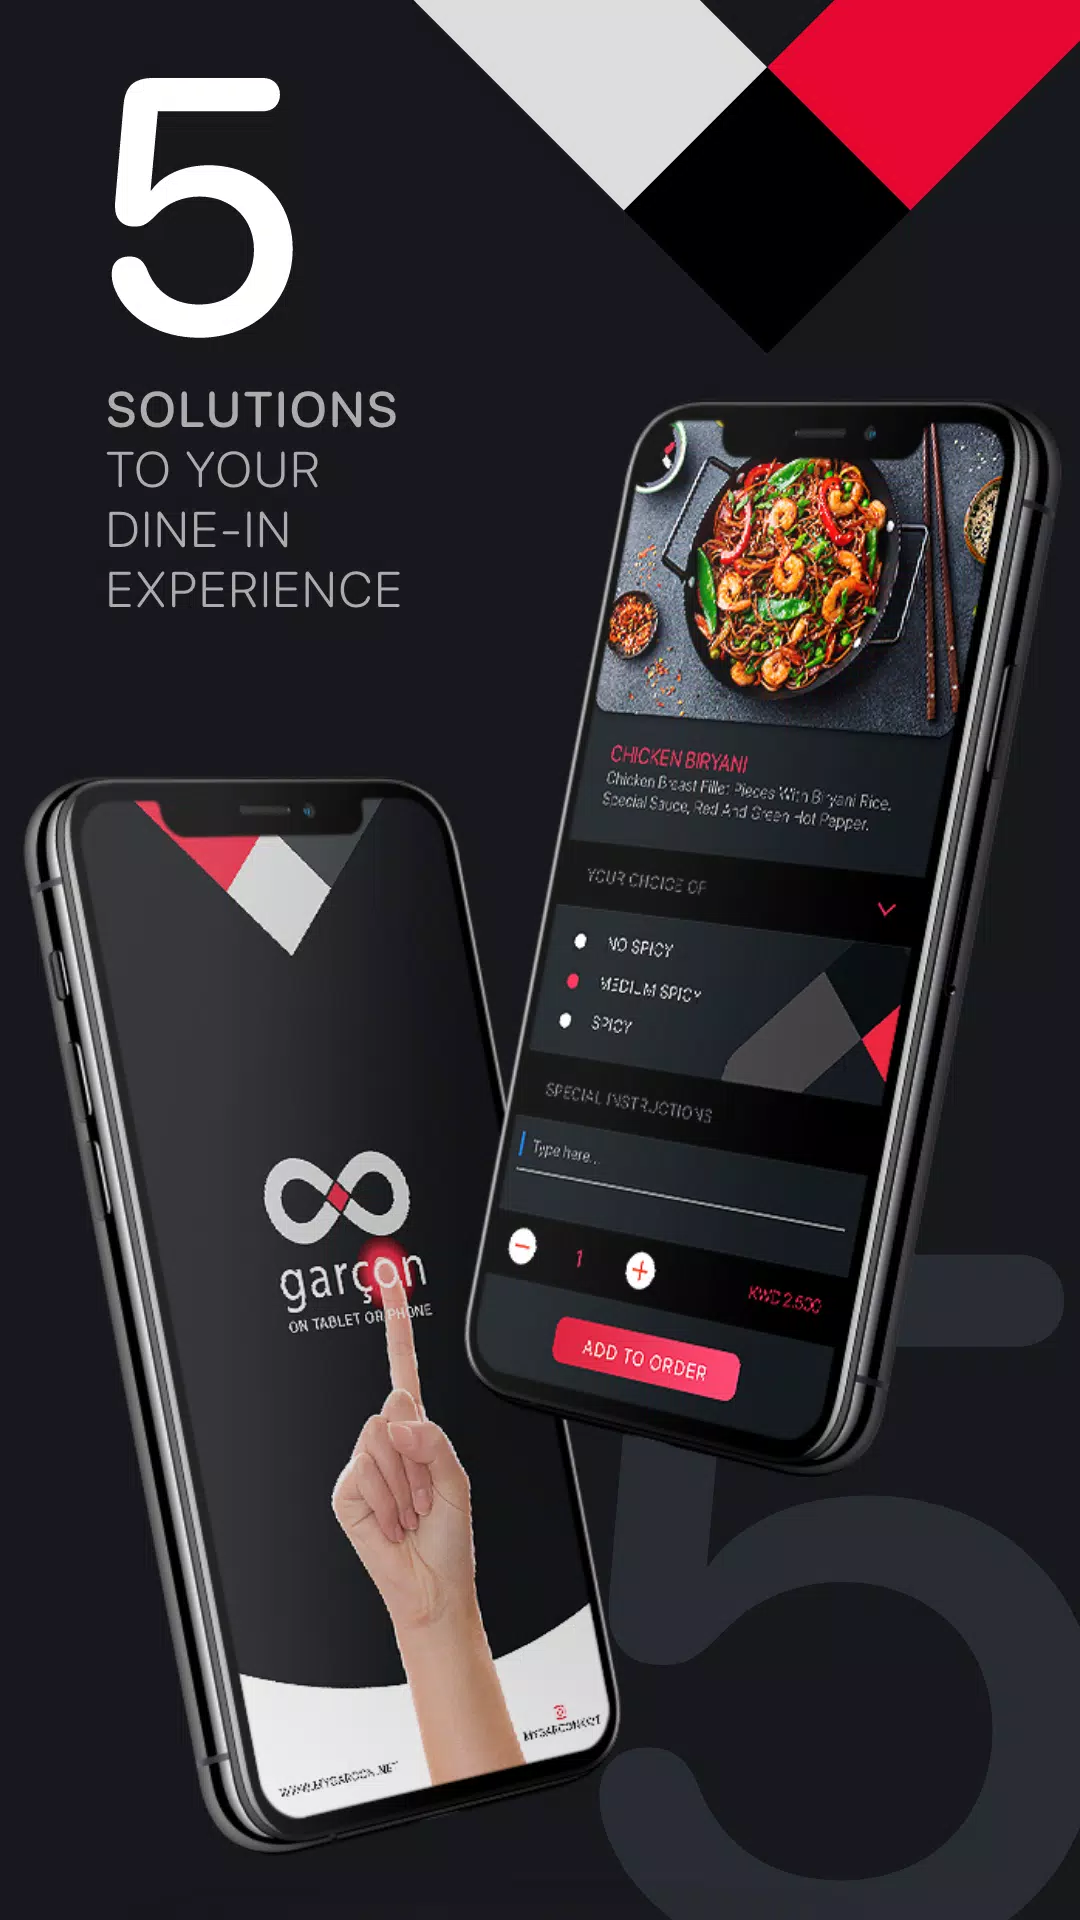 5
SOLUTIONS
TO YOUR
DINE-IN
EXPERIENCE
CHICKEN BIRYANI
Chicken Breast Fillet Pieces With Biryani Rice,
Special Sauce, Red And Green Hot Pepper.
YOUR CHOICE OF
NO SPICY
MEDIUM SPICY
SPICY
SPECIAL INSTRUCTIONS
Type here...
1
KWD 2.500
ADD TO ORDER
garçon
ON TABLET OR PHONE
WWW.MYGARCON.NET
5